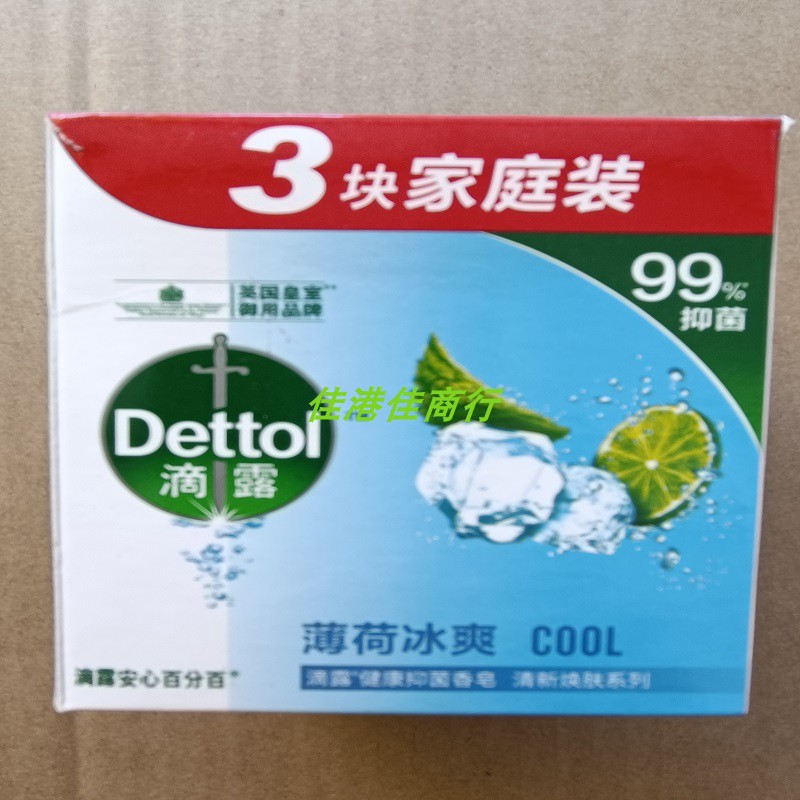 3块家庭装
99%
抑菌
英国皇室
御用品牌
Dettol
滴露
佳港佳商行
薄荷冰爽 COOL
滴露安心百分百
滴露健康抑菌香皂 清新焕肤系列